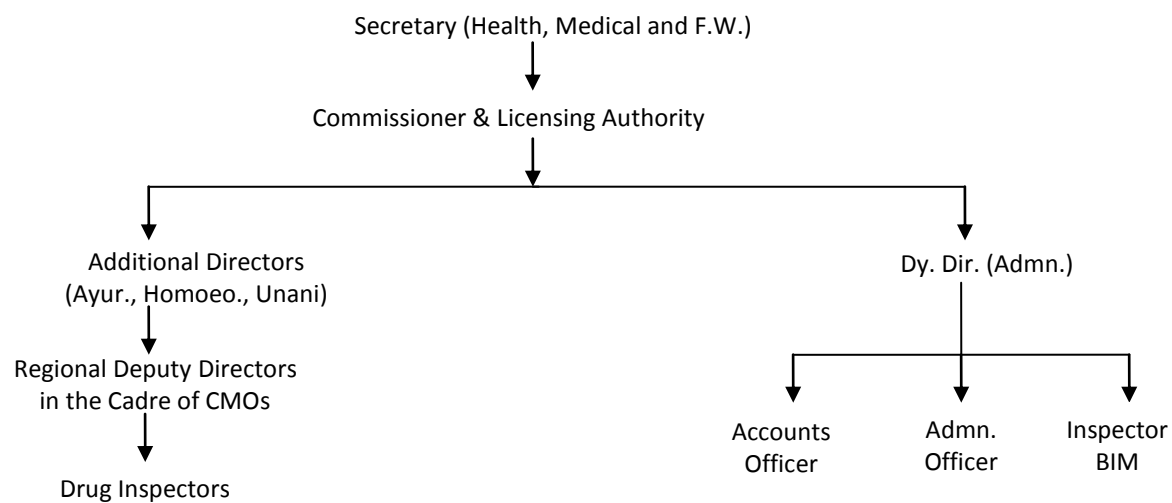 Secretary (Health, Medical and F.W.)
Commissioner & Licensing Authority
Additional Directors
(Ayur., Homoeo., Unani)
Dy. Dir. (Admn.)
Regional Deputy Directors
in the Cadre of CMOs
Accounts
Officer
Admn.
Officer
Inspector
BIM
Drug Inspectors